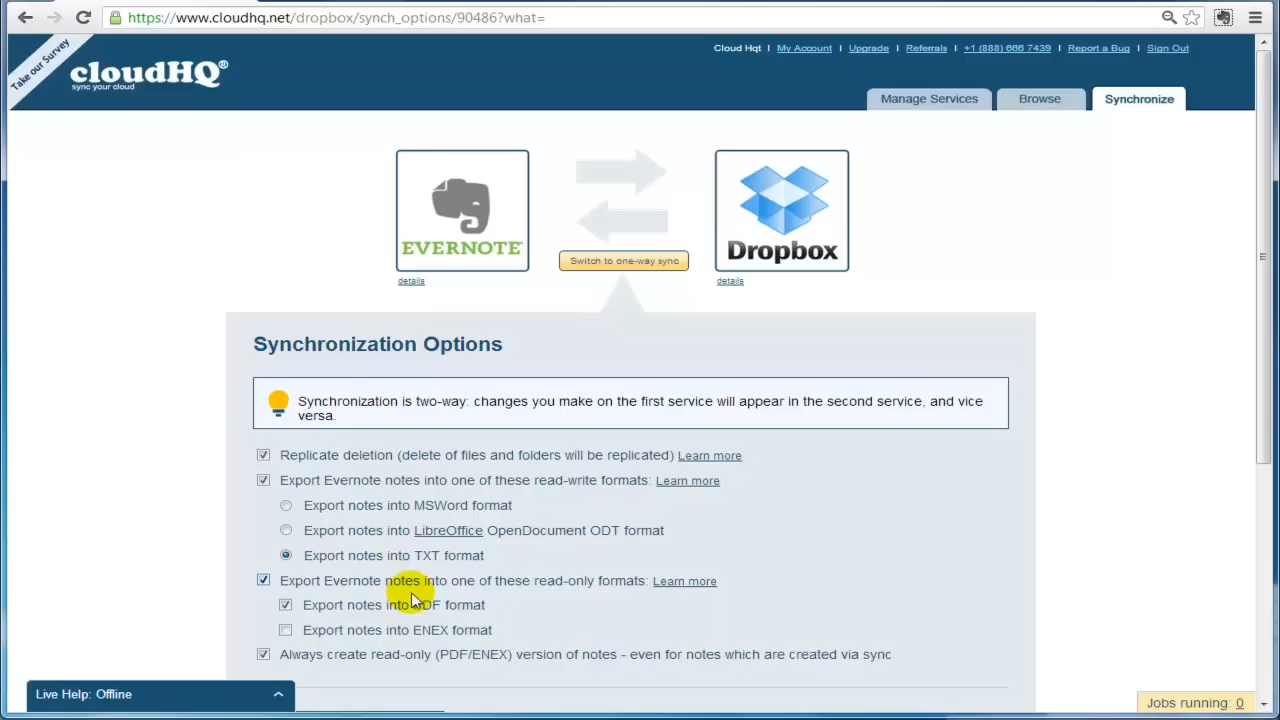 https://www.cloudhq.net/dropbox/synch_options/90486?what=
Take our Survey
cloudHQ®
sync your cloud
Cloud Hqt | My Account | Upgrade | Referrals | +1 (888) 666 7439 | Report a Bug | Sign Out
Manage Services Browse Synchronize
EVERNOTE
Dropbox
Switch to one-way sync
details
details
Synchronization Options
Synchronization is two-way: changes you make on the first service will appear in the second service, and vice
versa.
Replicate deletion (delete of files and folders will be replicated) Learn more
Export Evernote notes into one of these read-write formats: Learn more
Export notes into MSWord format
Export notes into LibreOffice OpenDocument ODT format
Export notes into TXT format
Export Evernote notes into one of these read-only formats: Learn more
Export notes into PDF format
Export notes into ENEX format
Always create read-only (PDF/ENEX) version of notes - even for notes which are created via sync
Live Help: Offline
Jobs running: 0